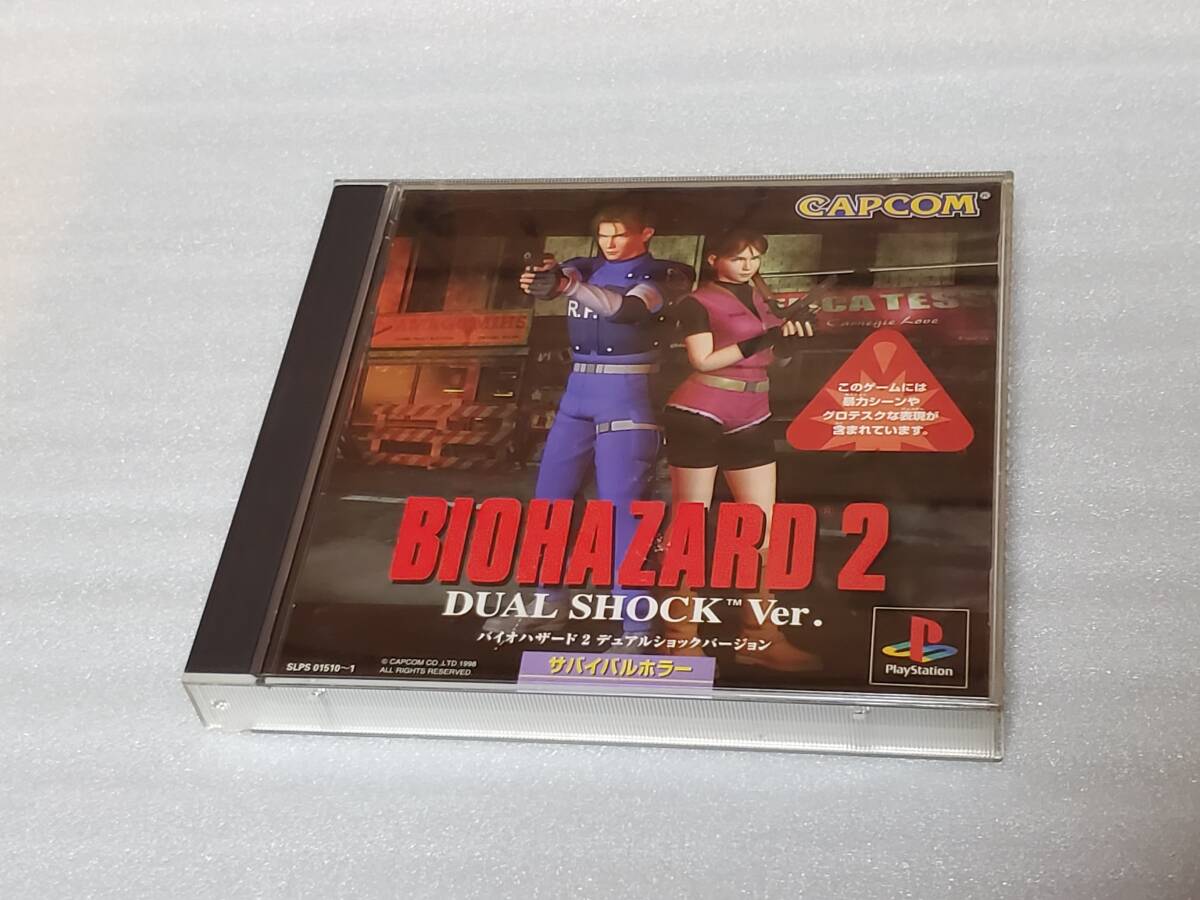 CAPCOM®
R.P.
CATES
Carnegie Love
このゲームには
暴力シーンや
グロテスクな表現が
含まれています。
BIOHAZARD® 2
DUAL SHOCK™ Ver.
バイオハザード2 デュアルショックバージョン
サバイバルホラー
SLPS 01510〜1
© CAPCOM CO.,LTD 1998
ALL RIGHTS RESERVED
PlayStation